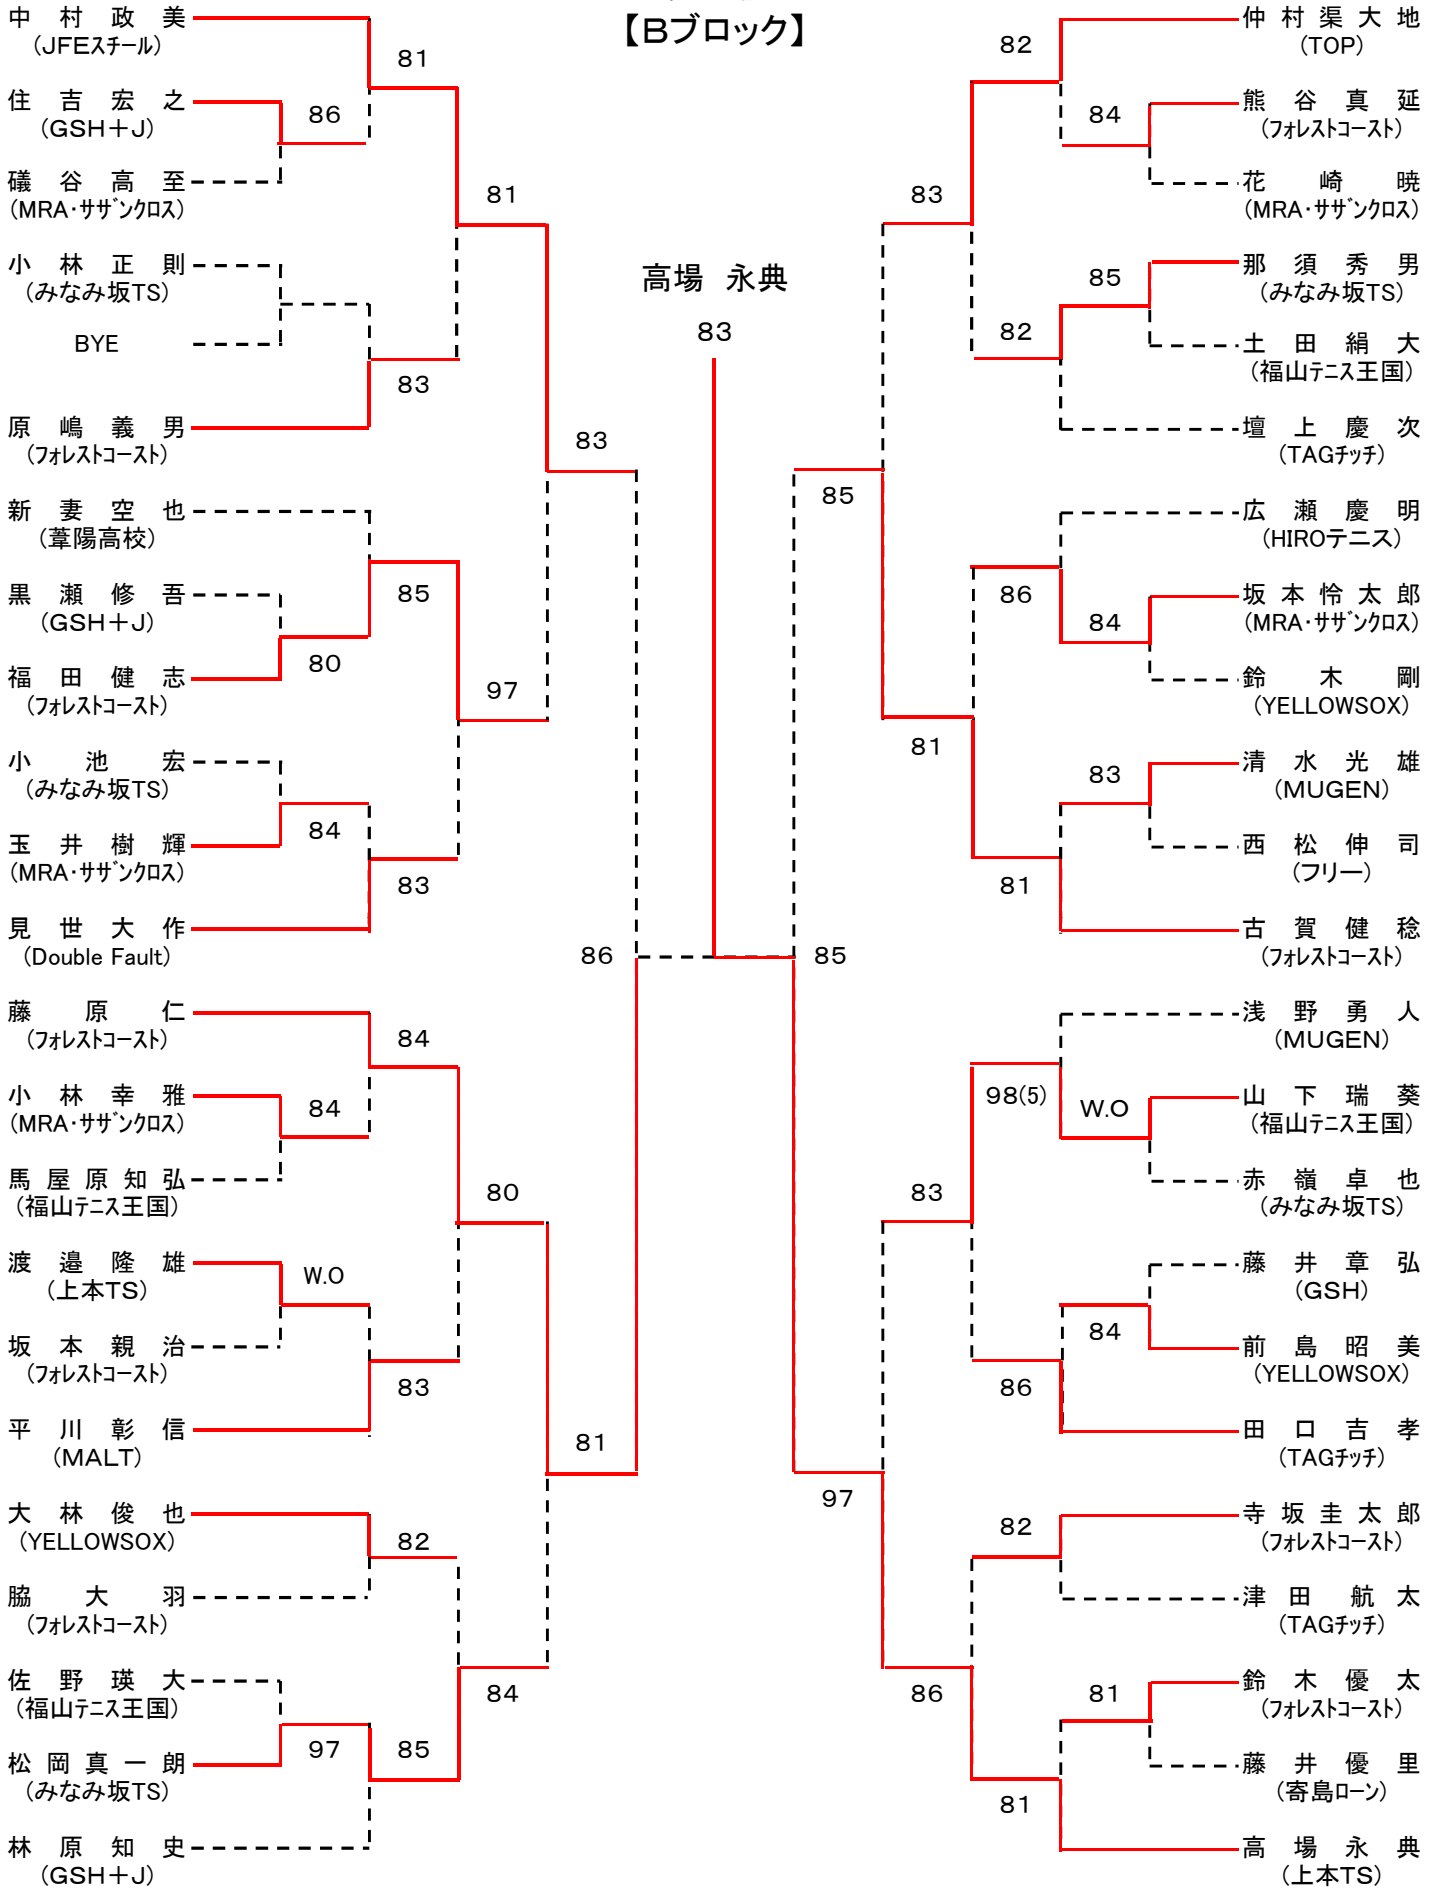 【Bブロック】
中村政美
(JFEスチール)
81
住吉宏之
(GSH+J)
86
礒谷高至
(MRA・サザンクロス)
81
小林正則
(みなみ坂TS)
BYE
83
原嶋義男
(フォレストコースト)
83
新妻空也
(葦陽高校)
85
黒瀬修吾
(GSH+J)
80
福田健志
(フォレストコースト)
97
小池宏
(みなみ坂TS)
84
玉井樹輝
(MRA・サザンクロス)
83
見世大作
(Double Fault)
86
藤原仁
(フォレストコースト)
84
小林幸雅
(MRA・サザンクロス)
84
馬屋原知弘
(福山テニス王国)
80
渡邉隆雄
(上本TS)
W.O
坂本親治
(フォレストコースト)
83
平川彰信
(MALT)
81
大林俊也
(YELLOWSOX)
82
脇大羽
(フォレストコースト)
佐野瑛大
(福山テニス王国)
84
松岡真一朗
(みなみ坂TS)
97
85
林原知史
(GSH+J)
高場 永典
83
仲村渠大地
(TOP)
82
熊谷真延
(フォレストコースト)
84
花崎暁
(MRA・サザンクロス)
83
那須秀男
(みなみ坂TS)
85
土田絹大
(福山テニス王国)
82
壇上慶次
(TAGチッチ)
85
広瀬慶明
(HIROテニス)
86
坂本怜太郎
(MRA・サザンクロス)
84
鈴木剛
(YELLOWSOX)
81
清水光雄
(MUGEN)
83
西松伸司
(フリー)
81
古賀健稔
(フォレストコースト)
85
浅野勇人
(MUGEN)
98(5)
山下瑞葵
(福山テニス王国)
W.O
赤嶺卓也
(みなみ坂TS)
83
藤井章弘
(GSH)
84
前島昭美
(YELLOWSOX)
86
田口吉孝
(TAGチッチ)
97
寺坂圭太郎
(フォレストコースト)
82
津田航太
(TAGチッチ)
86
鈴木優太
(フォレストコースト)
81
藤井優里
(寄島ローン)
81
高場永典
(上本TS)